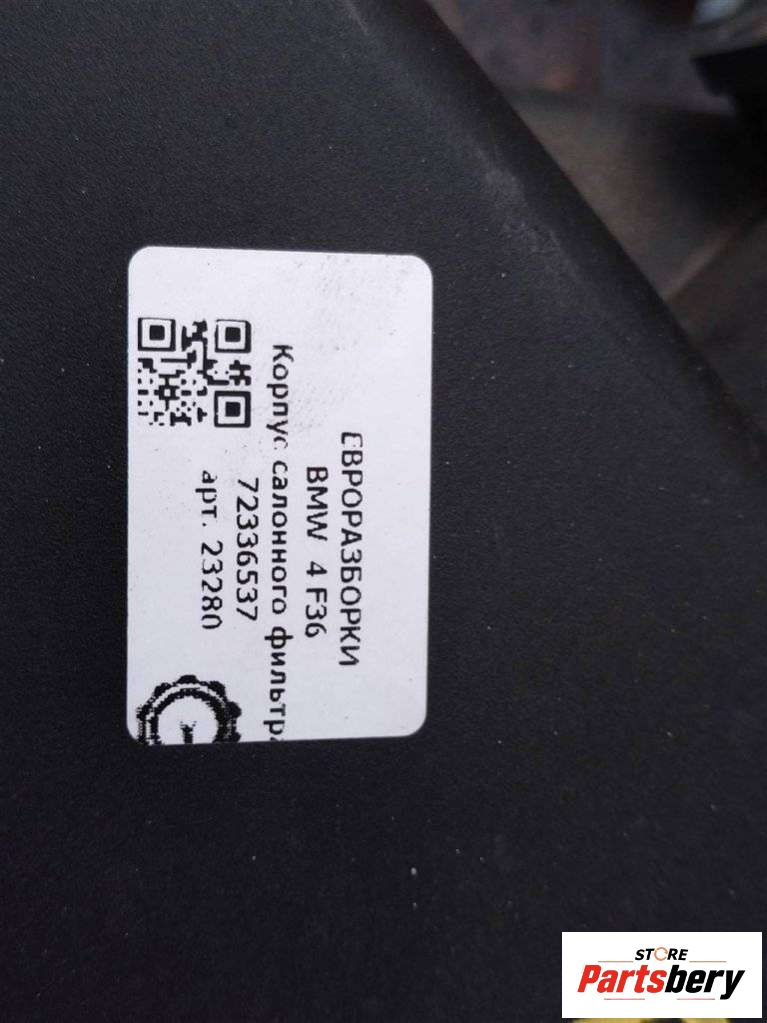 ЕВРОРАЗБОРКИ
BMW 4 F36
Корпус салонного фильтра
72336537
арт. 23280
STORE
Partsbery